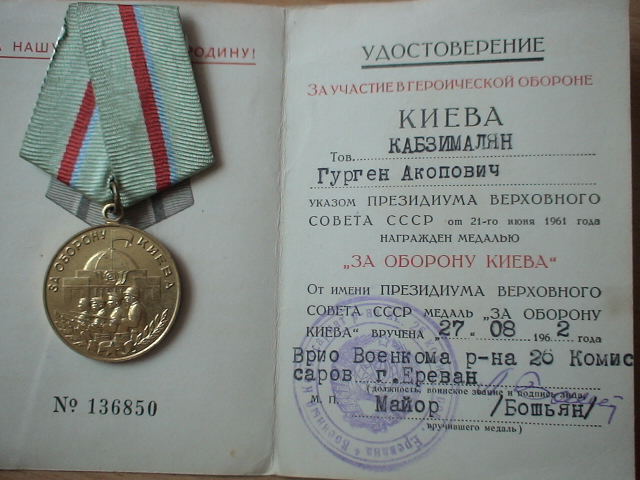 НАШУ РОДИНУ!
ЗА ОБОРОНУ КИЕВА
№ 136850
УДОСТОВЕРЕНИЕ
ЗА УЧАСТИЕ В ГЕРОИЧЕСКОЙ ОБОРОНЕ
КИЕВА
Тов. КАБЗИМАЛЯН
Гурген Акопович
УКАЗОМ ПРЕЗИДИУМА ВЕРХОВНОГО
СОВЕТА СССР от 21-го июня 1961 года
НАГРАЖДЕН МЕДАЛЬЮ
„ЗА ОБОРОНУ КИЕВА“
От имени ПРЕЗИДИУМА ВЕРХОВНОГО
СОВЕТА СССР МЕДАЛЬ „ЗА ОБОРОНУ
КИЕВА“ ВРУЧЕНА „27“ 08 1962 года
Врио Военкома р-на 26 Комис
саров г.Ереван
(должность, воинское звание и подпись лица,
М. П. Майор /Бошьян/
вручившего медаль)